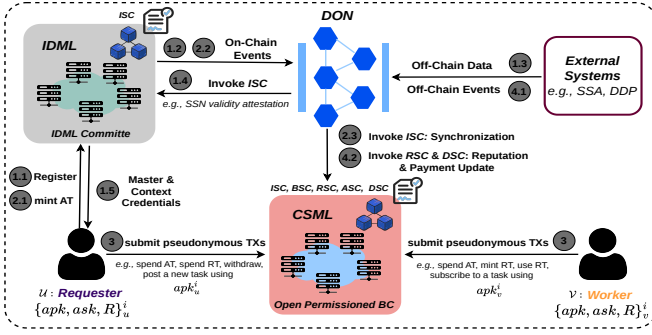 ISC
IDML
IDML Committe
1.2
2.2
On-Chain
Events
1.4
Invoke ISC
e.g., SSN validity attestation
DON
Off-Chain Data
1.3
Off-Chain Events
4.1
External
Systems
e.g., SSA, DDP
2.3
Invoke ISC: Synchronization
4.2
Invoke RSC & DSC: Reputation
& Payment Update
1.1
Register
2.1
mint AT
1.5
Master &
Context
Credentials
ISC, BSC, RSC, ASC, DSC
CSML
Open Permissioned BC
3
submit pseudonymous TXs
e.g., spend AT, spend RT, withdraw,
post a new task using
apk_u^i
submit pseudonymous TXs
3
e.g., spend AT, mint RT, use RT,
subscribe to a task using
apk_v^i
𝒰 : Requester
{apk, ask, R}_u^i
𝒱 : Worker
{apk, ask, R}_v^i